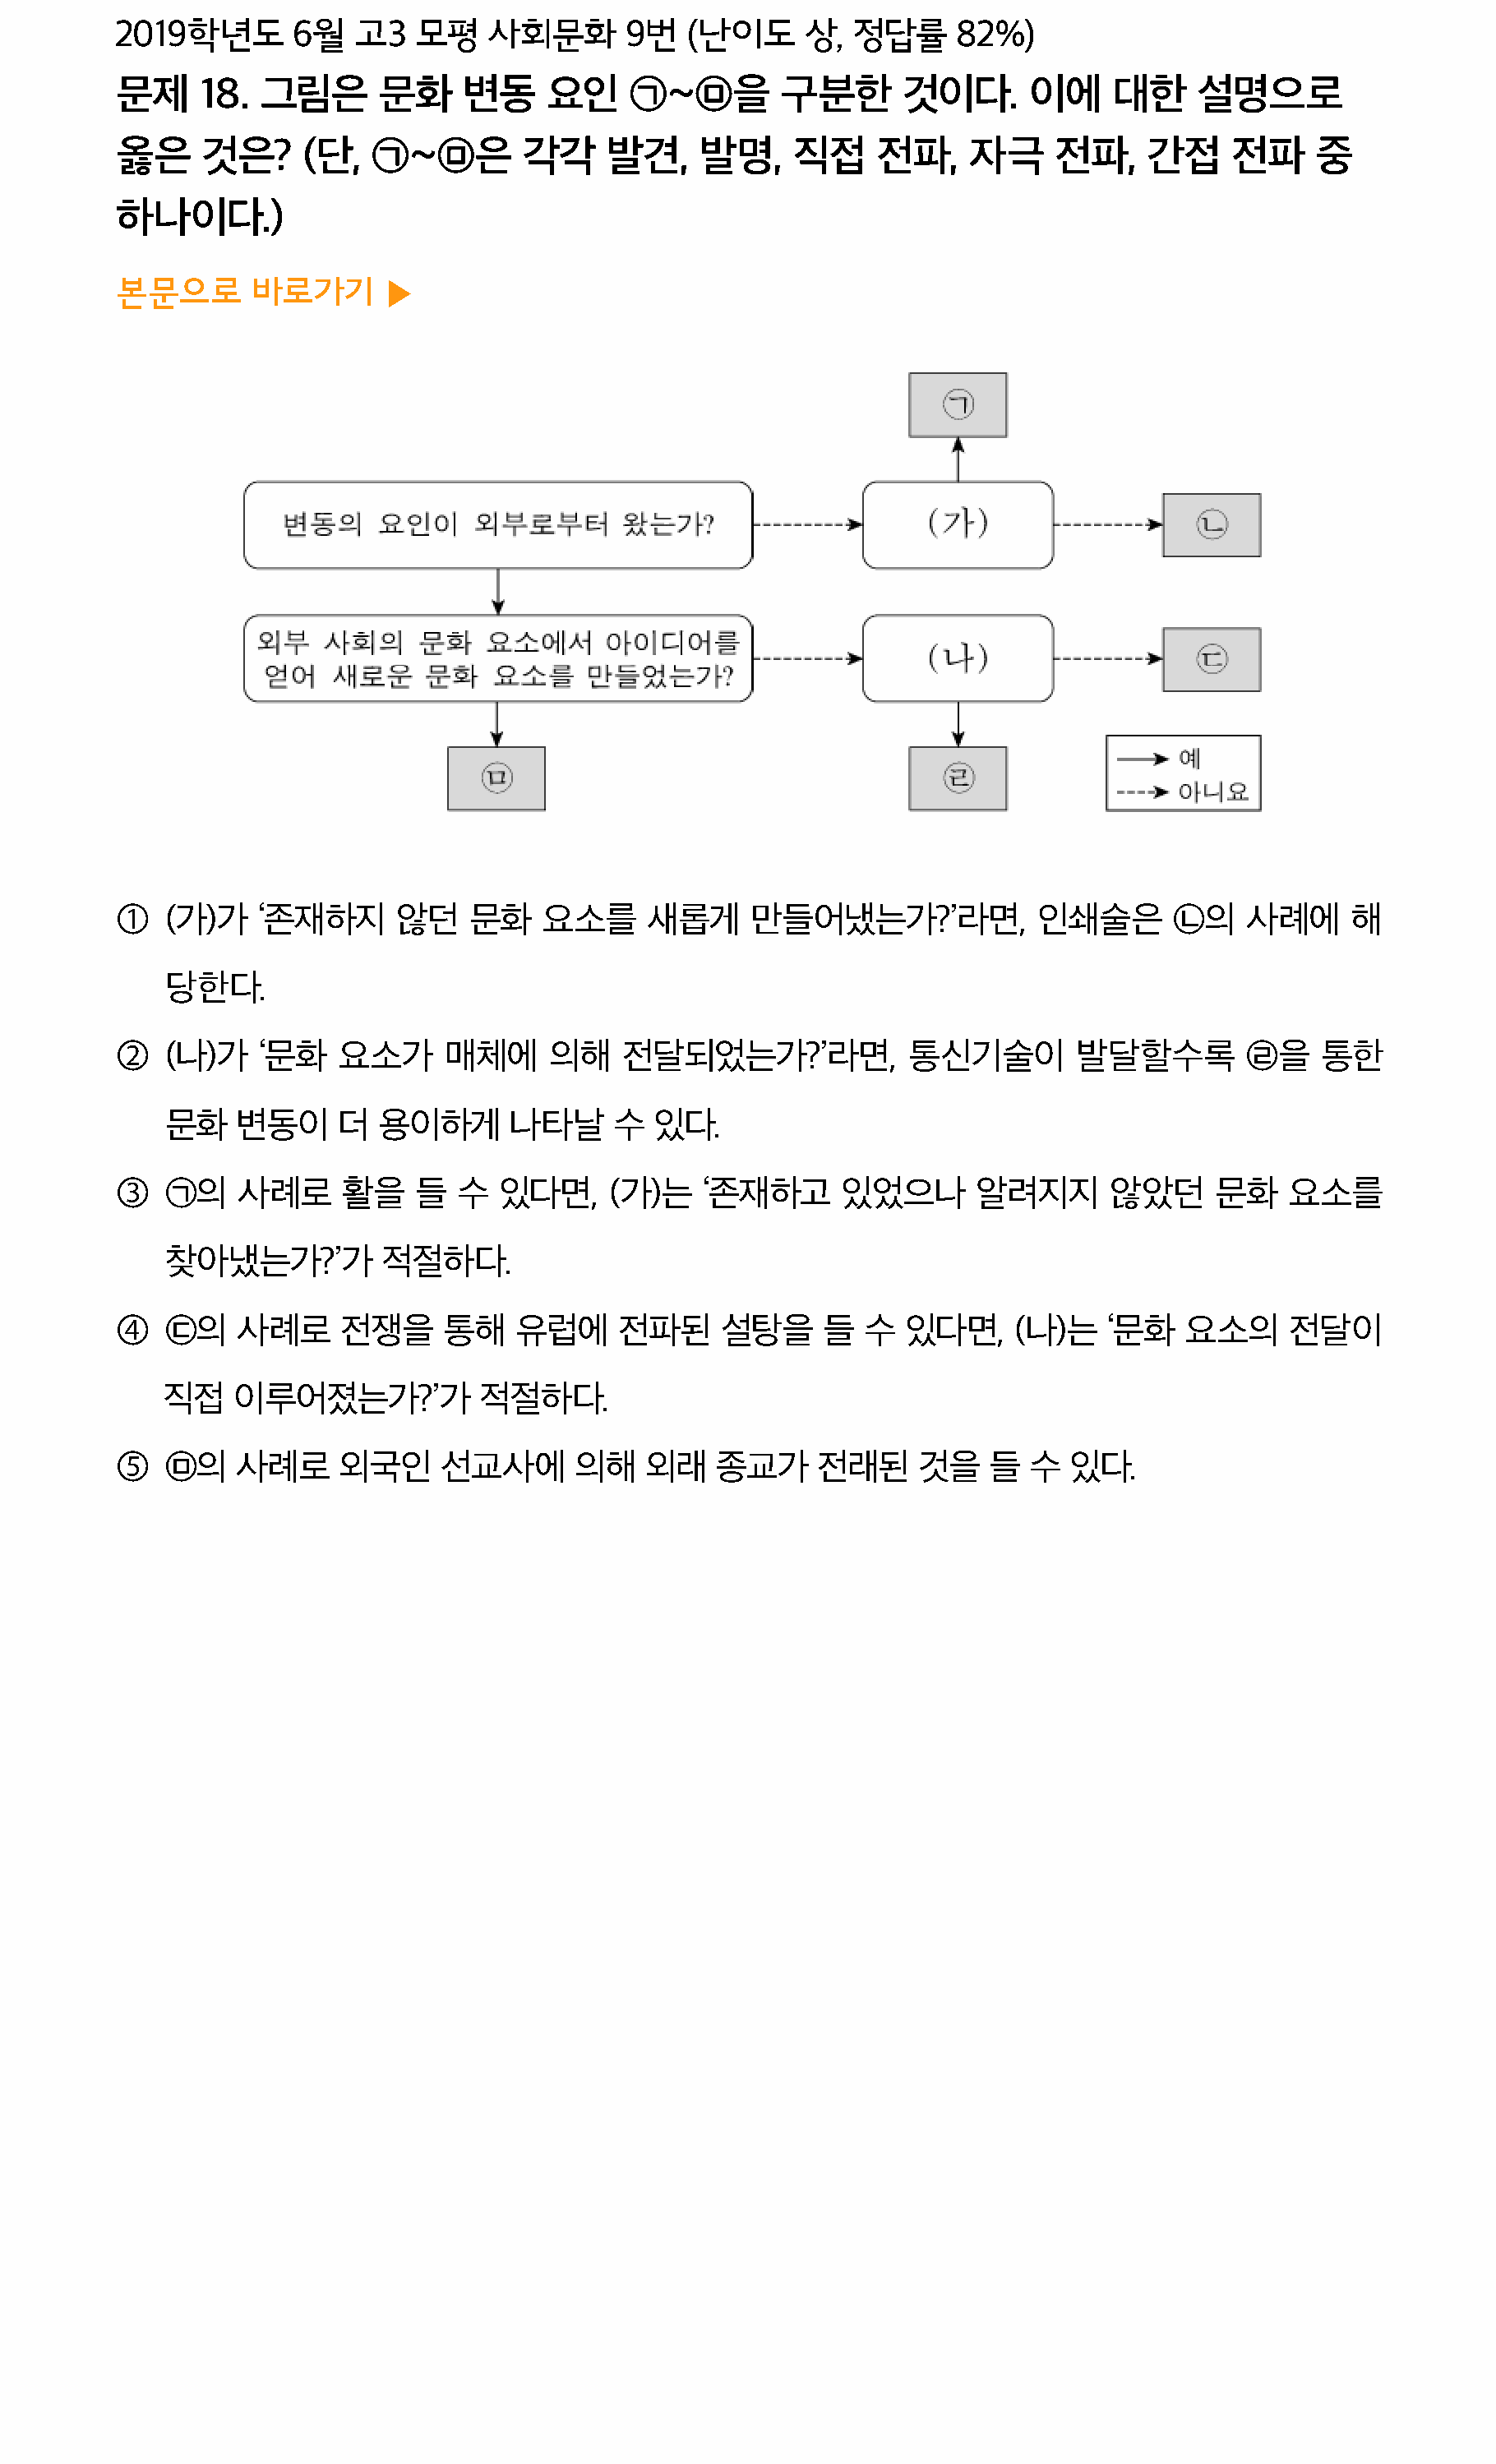 2019학년도 6월 고3 모평 사회문화 9번 (난이도 상, 정답률 82%)
문제 18. 그림은 문화 변동 요인 ㉠~㉤을 구분한 것이다. 이에 대한 설명으로
옳은 것은? (단, ㉠~㉤은 각각 발견, 발명, 직접 전파, 자극 전파, 간접 전파 중
하나이다.)
본문으로 바로가기 ▶
㉠
변동의 요인이 외부로부터 왔는가?
(가)
㉡
외부 사회의 문화 요소에서 아이디어를
얻어 새로운 문화 요소를 만들었는가?
(나)
㉢
㉤
㉣
예
아니요
① (가)가 ‘존재하지 않던 문화 요소를 새롭게 만들어냈는가?’라면, 인쇄술은 ㉡의 사례에 해
당한다.
② (나)가 ‘문화 요소가 매체에 의해 전달되었는가?’라면, 통신기술이 발달할수록 ㉣을 통한
문화 변동이 더 용이하게 나타날 수 있다.
③ ㉠의 사례로 활을 들 수 있다면, (가)는 ‘존재하고 있었으나 알려지지 않았던 문화 요소를
찾아냈는가?’가 적절하다.
④ ㉢의 사례로 전쟁을 통해 유럽에 전파된 설탕을 들 수 있다면, (나)는 ‘문화 요소의 전달이
직접 이루어졌는가?’가 적절하다.
⑤ ㉤의 사례로 외국인 선교사에 의해 외래 종교가 전래된 것을 들 수 있다.